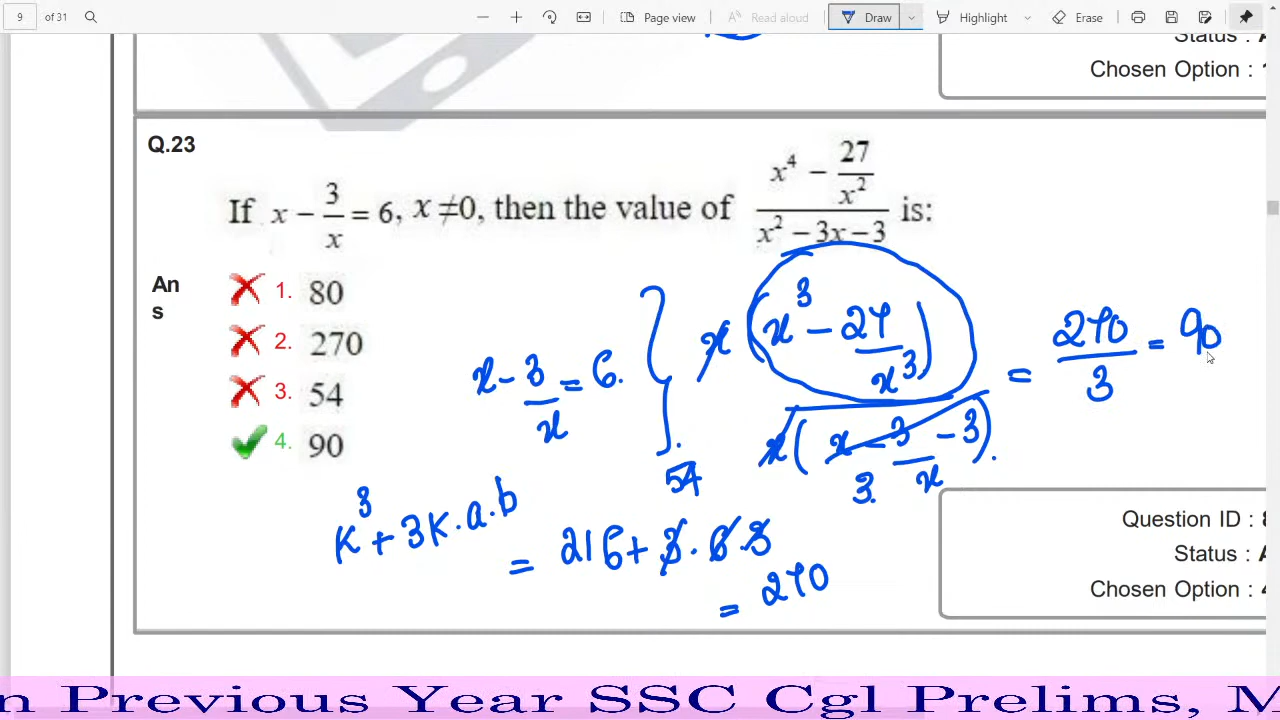 9 of 31 Page view Read aloud Draw Highlight Erase
Chosen Option :
Q.23
If x − 3/x = 6, x ≠0, then the value of (x⁴ − 27/x²)/(x² − 3x − 3) is:
An
s
1. 80
2. 270
3. 54
4. 90
x − 3/x = 6.
x(x³ − 27/x³)
x(x − 3/x − 3).
3.
= 270/3 = 90
54
K³ + 3K.a.b
= 216 + 3.6.3
= 270
Question ID : 8
Status : A
Chosen Option : 4
n Previous Year SSC Cgl Prelims, M